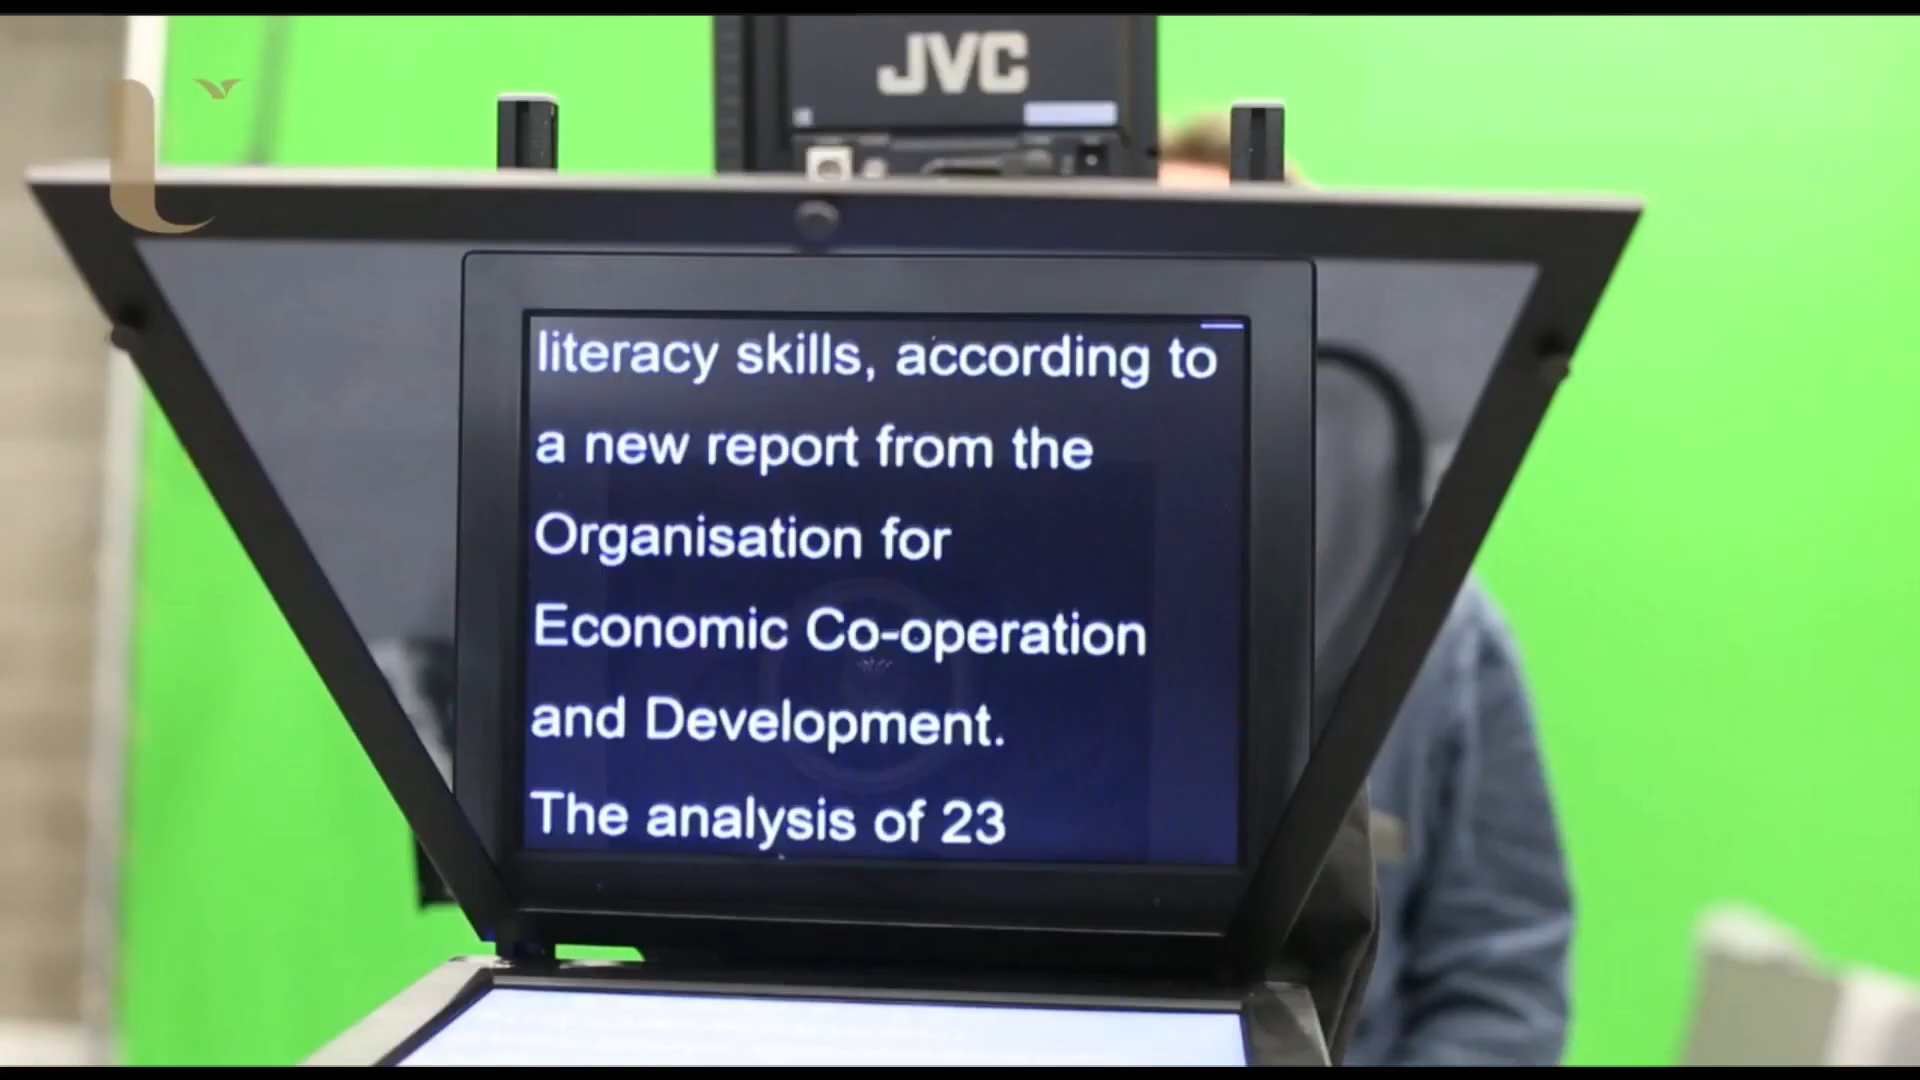 JVC
literacy skills, according to
a new report from the
Organisation for
Economic Co-operation
and Development.
The analysis of 23